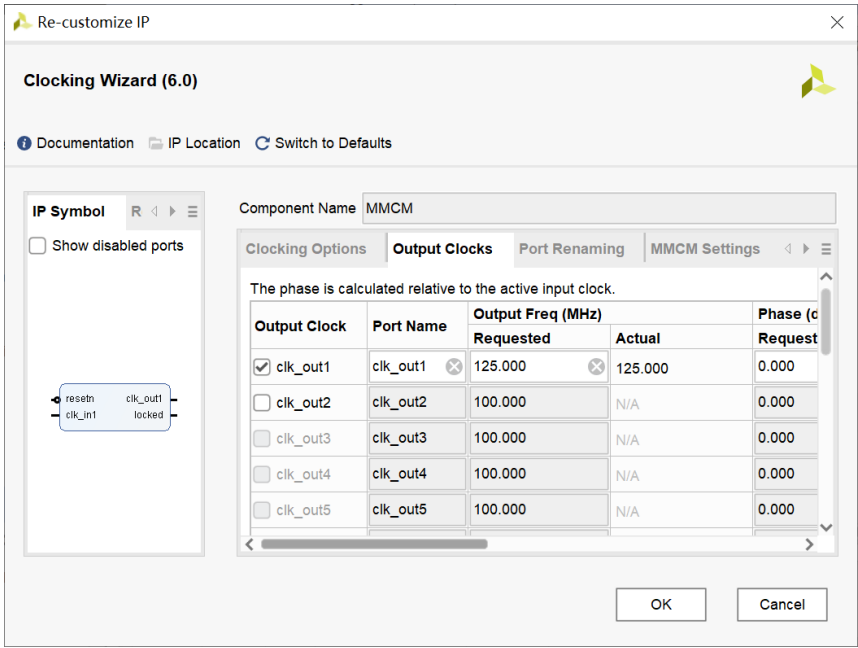 Re-customize IP
Clocking Wizard (6.0)
Documentation IP Location Switch to Defaults
IP Symbol R
Show disabled ports
resetn clk_out1
clk_in1 locked
Component Name MMCM
Clocking Options Output Clocks Port Renaming MMCM Settings
The phase is calculated relative to the active input clock.
Output Clock Port Name Output Freq (MHz) Phase (d
Requested Actual Request
clk_out1 clk_out1 125.000 125.000 0.000
clk_out2 clk_out2 100.000 N/A 0.000
clk_out3 clk_out3 100.000 N/A 0.000
clk_out4 clk_out4 100.000 N/A 0.000
clk_out5 clk_out5 100.000 N/A 0.000
OK Cancel